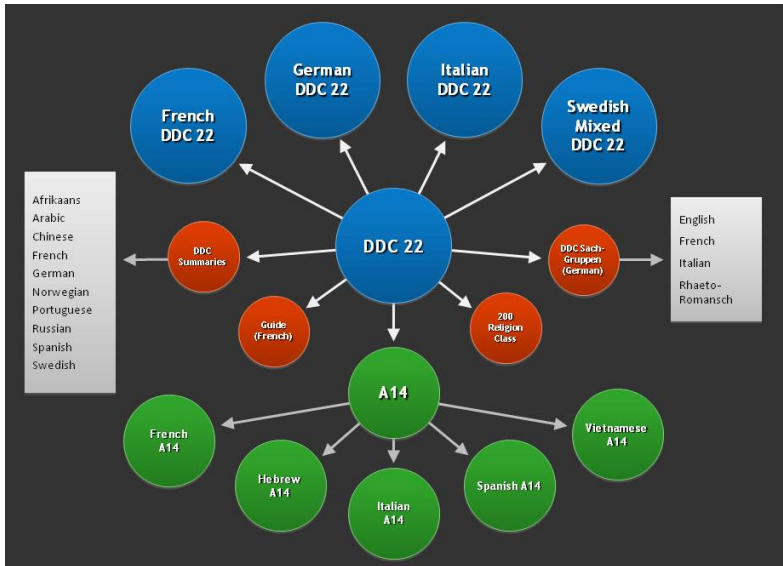 German
DDC 22
Italian
DDC 22
French
DDC 22
Swedish
Mixed
DDC 22
Afrikaans
Arabic
Chinese
French
German
Norwegian
Portuguese
Russian
Spanish
Swedish
DDC
Summaries
DDC 22
DDC Sach-
Gruppen
(German)
English
French
Italian
Rhaeto-
Romansch
Guide
(French)
200
Religion
Class
A14
French
A14
Hebrew
A14
Italian
A14
Spanish A14
Vietnamese
A14